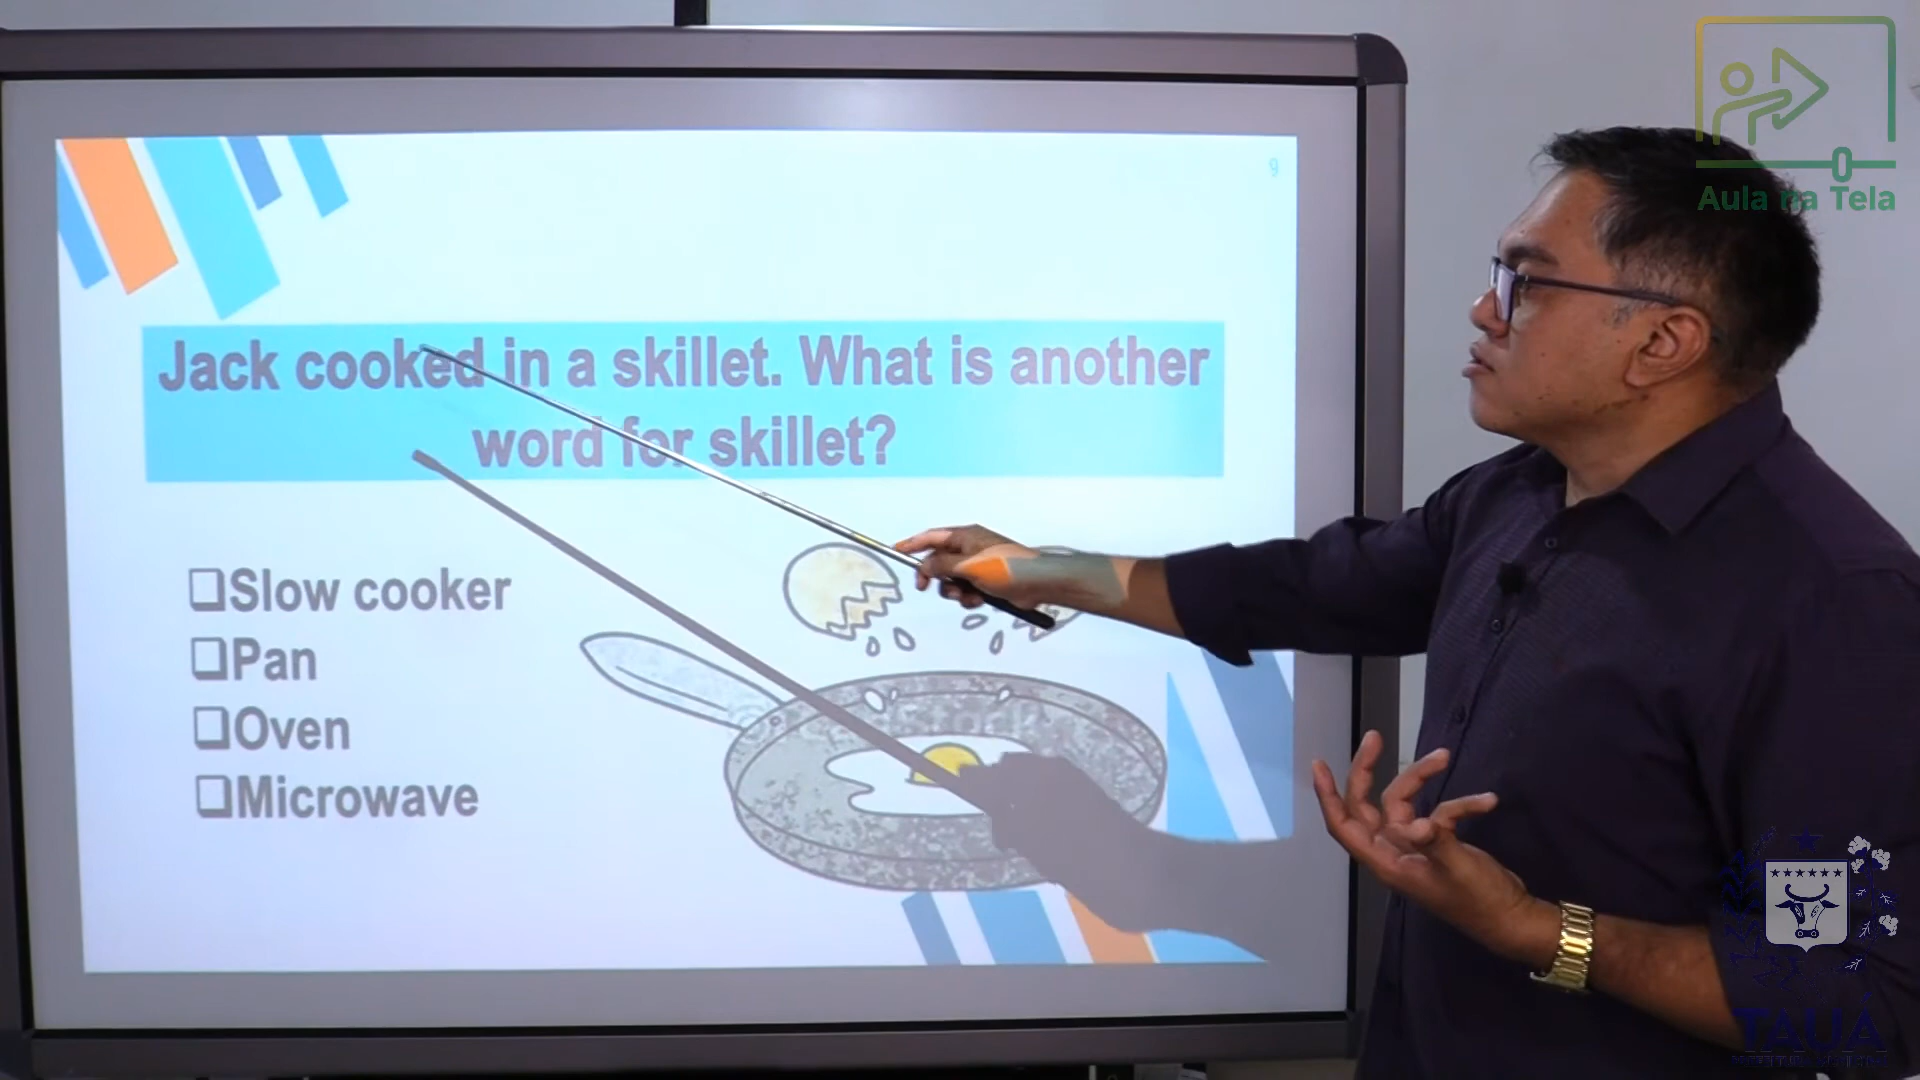 Aula na Tela
9
Jack cooked in a skillet. What is another
word for skillet?
❑Slow cooker
❑Pan
❑Oven
❑Microwave
TAUÁ